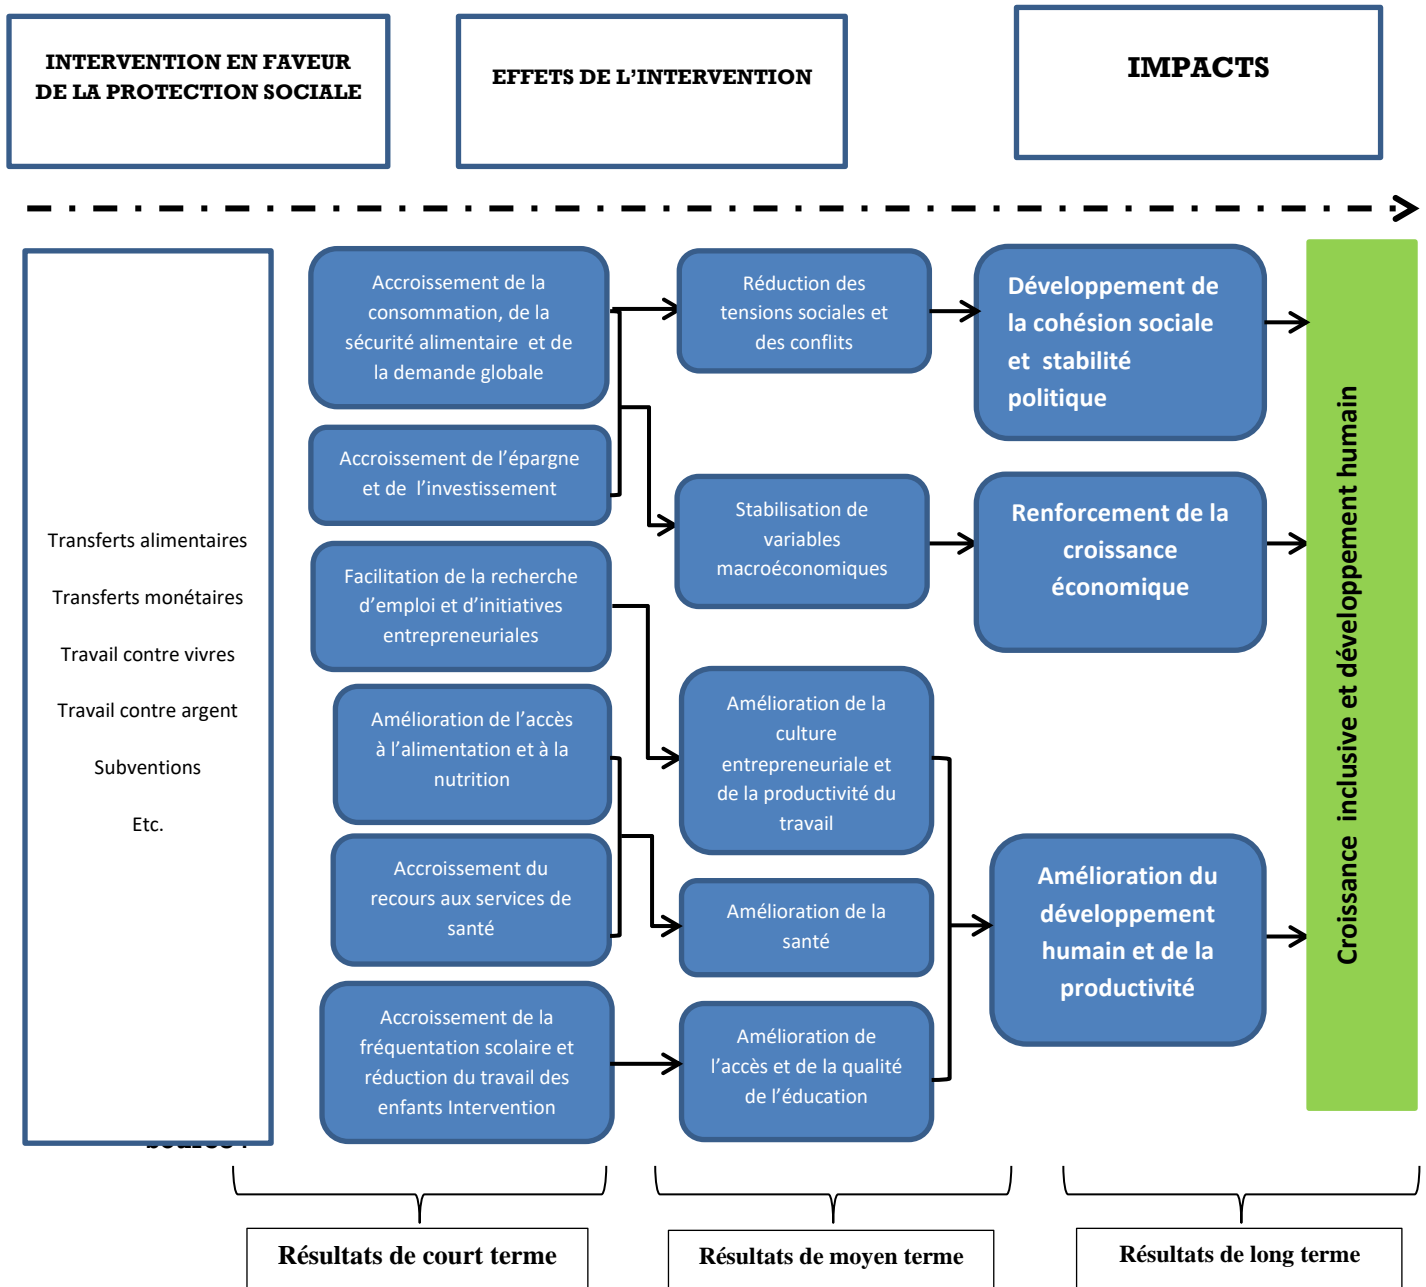 INTERVENTION EN FAVEUR
DE LA PROTECTION SOCIALE
EFFETS DE L’INTERVENTION
IMPACTS
Transferts alimentaires
Transferts monétaires
Travail contre vivres
Travail contre argent
Subventions
Etc.
Accroissement de la
consommation, de la
sécurité alimentaire et de
la demande globale
Accroissement de l’épargne
et de l’investissement
Facilitation de la recherche
d’emploi et d’initiatives
entrepreneuriales
Amélioration de l’accès
à l’alimentation et à la
nutrition
Accroissement du
recours aux services de
santé
Accroissement de la
fréquentation scolaire et
réduction du travail des
enfants Intervention
Réduction des
tensions sociales et
des conflits
Stabilisation de
variables
macroéconomiques
Amélioration de la
culture
entrepreneuriale et
de la productivité du
travail
Amélioration de la
santé
Amélioration de
l’accès et de la qualité
de l’éducation
Développement de
la cohésion sociale
et stabilité
politique
Renforcement de la
croissance
économique
Amélioration du
développement
humain et de la
productivité
Croissance inclusive et développement humain
Résultats de court terme
Résultats de moyen terme
Résultats de long terme